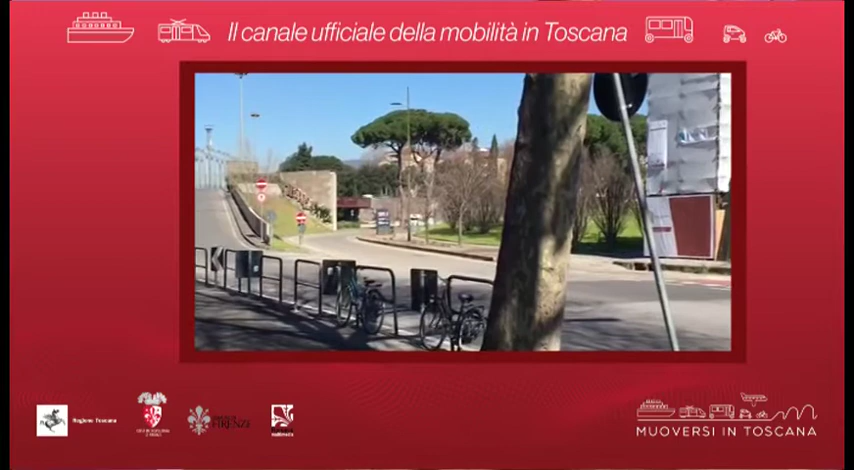 Il canale ufficiale della mobilità in Toscana
Regione Toscana
FIRENZE
MUOVERSI IN TOSCANA